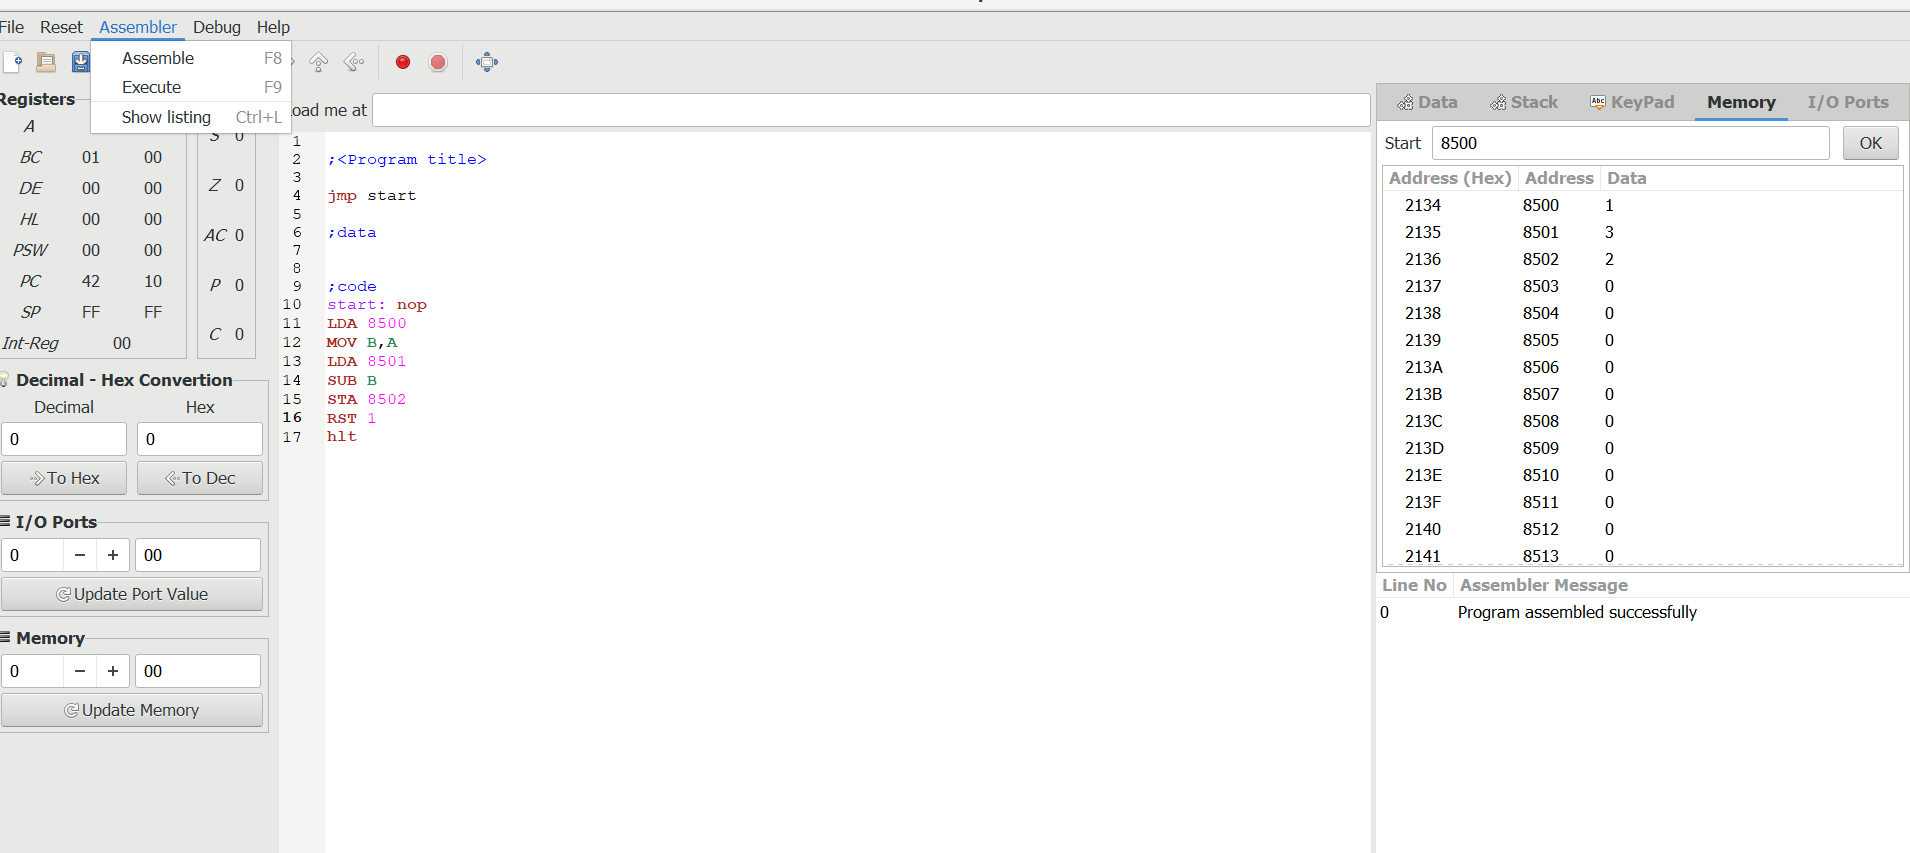 File Reset Assembler Debug Help
Assemble F8
Execute F9
Show listing Ctrl+L
Registers
A
BC 01 00
DE 00 00
HL 00 00
PSW 00 00
PC 42 10
SP FF FF
Int-Reg 00
S 0
Z 0
AC 0
P 0
C 0
Decimal - Hex Convertion
Decimal Hex
0 0
To Hex To Dec
I/O Ports
0 − + 00
Update Port Value
Memory
0 − + 00
Update Memory
oad me at
1
2 ;<Program title>
3
4 jmp start
5
6 ;data
7
8
9 ;code
10 start: nop
11 LDA 8500
12 MOV B,A
13 LDA 8501
14 SUB B
15 STA 8502
16 RST 1
17 hlt
Data Stack Abc KeyPad Memory I/O Ports
Start 8500 OK
Address (Hex) Address Data
2134 8500 1
2135 8501 3
2136 8502 2
2137 8503 0
2138 8504 0
2139 8505 0
213A 8506 0
213B 8507 0
213C 8508 0
213D 8509 0
213E 8510 0
213F 8511 0
2140 8512 0
2141 8513 0
Line No Assembler Message
0 Program assembled successfully